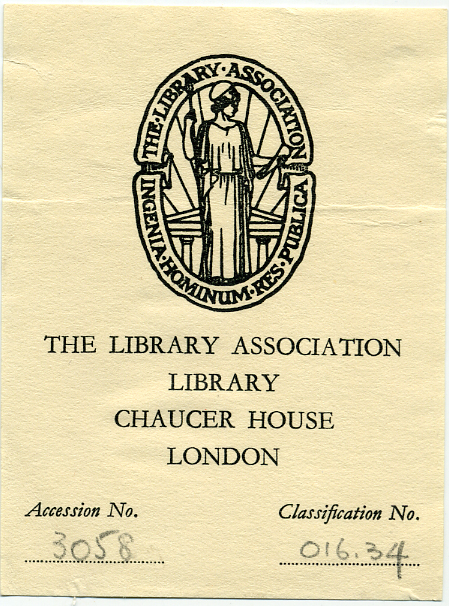 THE·LIBRARY·ASSOCIATION
INGENIA·HOMINUM·RES·PUBLICA
THE LIBRARY ASSOCIATION
LIBRARY
CHAUCER HOUSE
LONDON
Accession No. Classification No.
3058 016.34